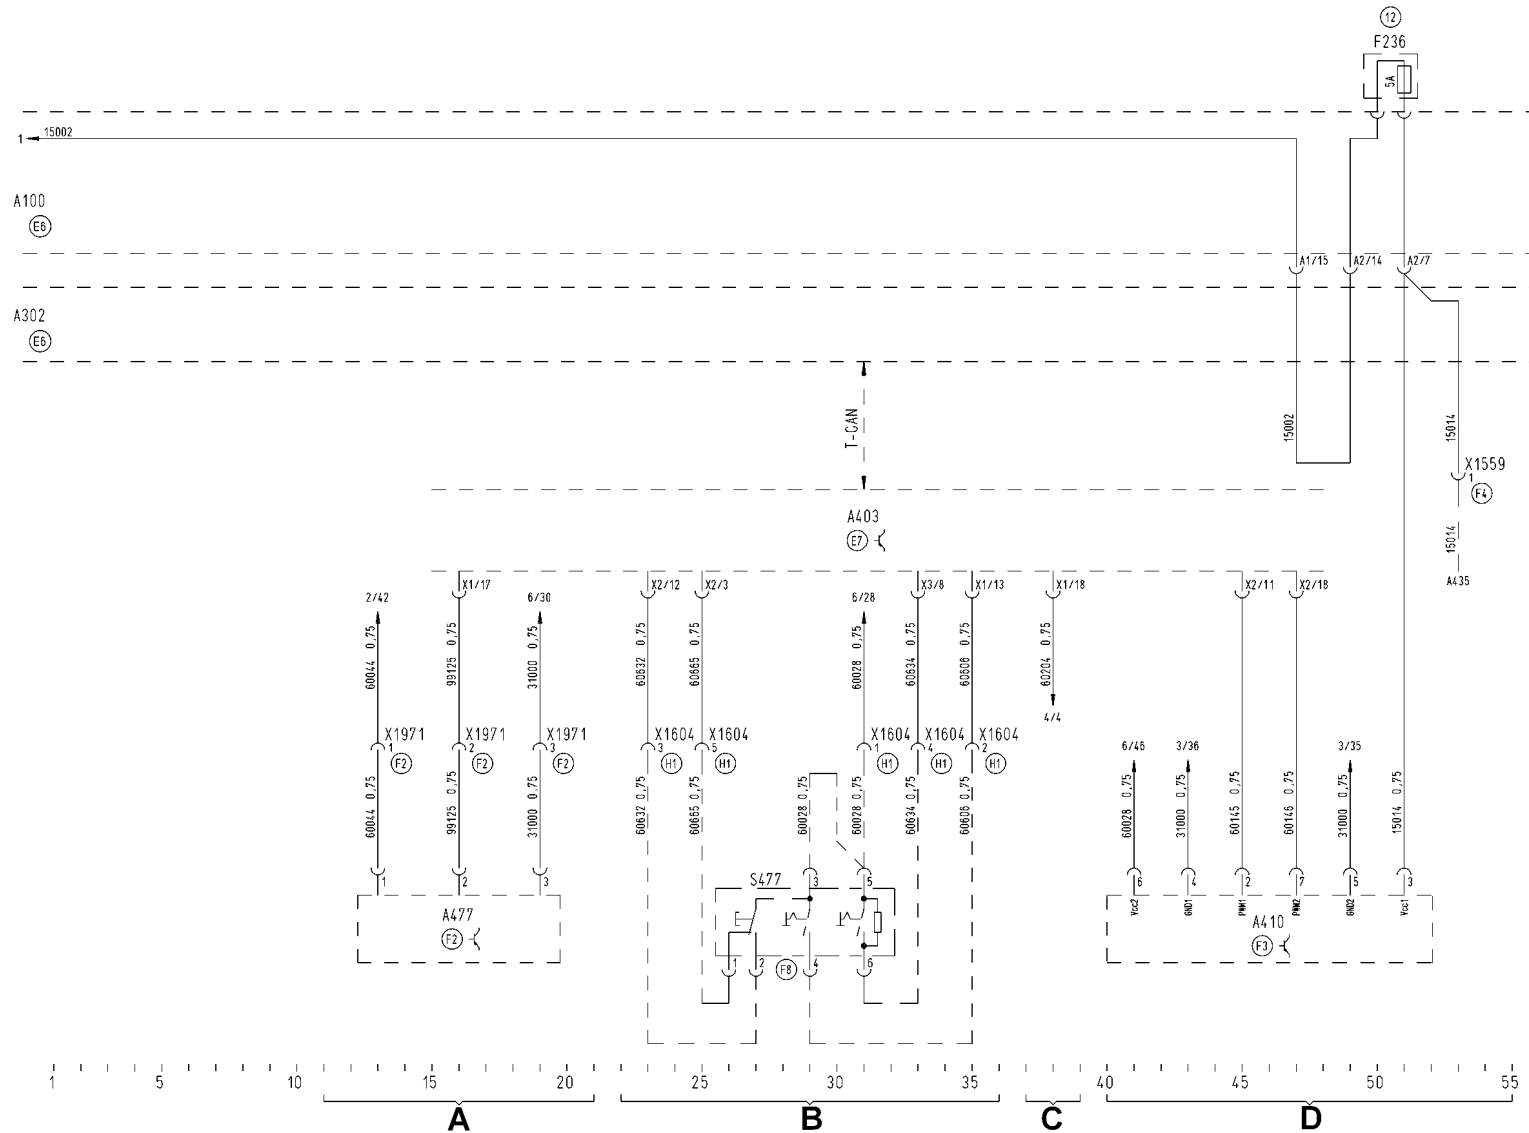 12
F236
5A
1 15002
A100
E6
A1/15 A2/14 A2/7
A302
E6
T-CAN
15002
15014
X1559
1
F4
15014
A435
A403
E7
X1/17 X2/12 X2/3 X3/8 X1/13 X1/18 X2/11 X2/18
2/42 6/30 6/28
60044 0,75
99125 0,75
31000 0,75
60632 0,75
60665 0,75
60028 0,75
60634 0,75
60606 0,75
60204 0,75
4/4
X1971 X1971 X1971 X1604 X1604 X1604 X1604 X1604
1 2 3 3 5 1 4 2
F2 F2 F2 H1 H1 H1 H1 H1
6/46 3/36 3/35
60044 0,75
99125 0,75
31000 0,75
60632 0,75
60665 0,75
60028 0,75
60028 0,75
60634 0,75
60606 0,75
60028 0,75
31000 0,75
60145 0,75
60146 0,75
31000 0,75
15014 0,75
1 2 3 S477 3 5 6 4 2 7 5 3
Vcc2 GND1 PWM1 PWM2 GND2 Vcc1
A477
F2
A410
F3
1 2 F8 4 6
1 5 10 15 20 25 30 35 40 45 50 55
A B C D